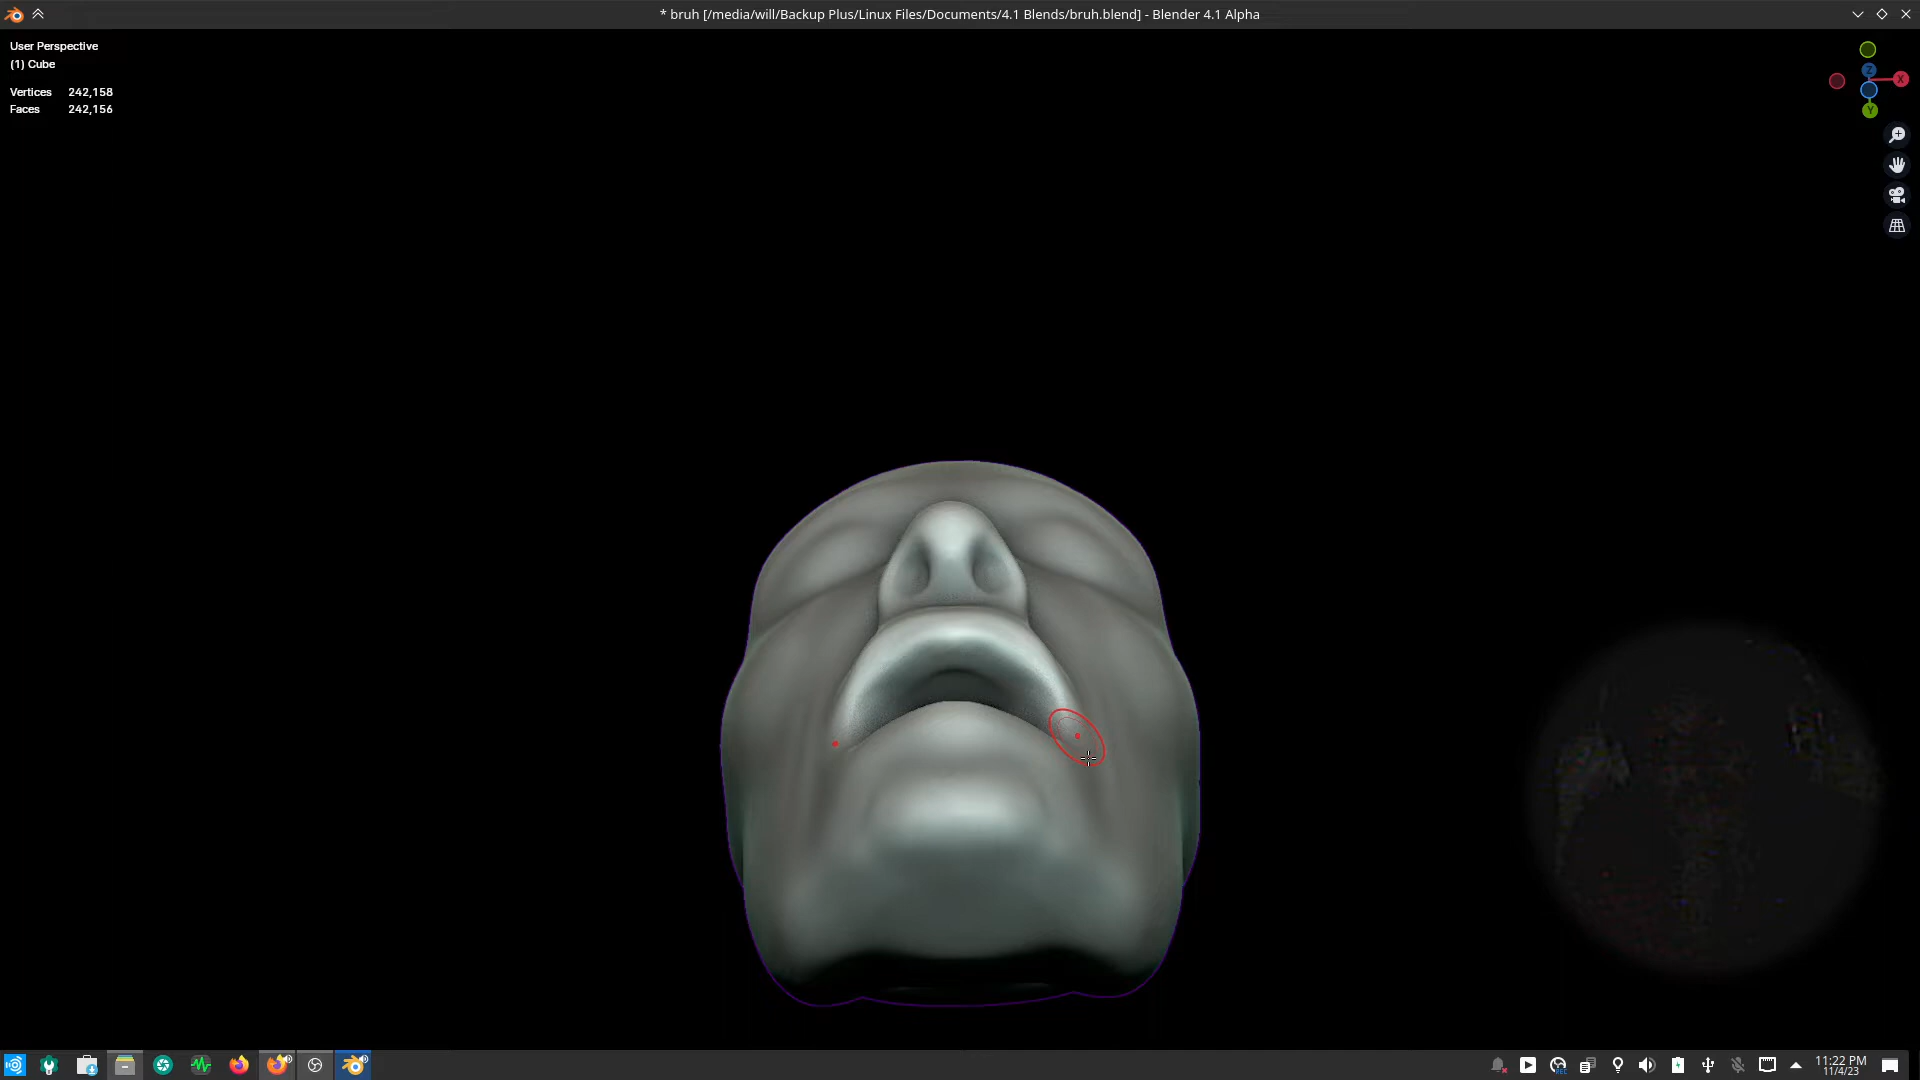 * bruh [/media/will/Backup Plus/Linux Files/Documents/4.1 Blends/bruh.blend] - Blender 4.1 Alpha
User Perspective
(1) Cube
Vertices 242,158
Faces 242,156
Z
X
Y
REC
11:22 PM
11/4/23